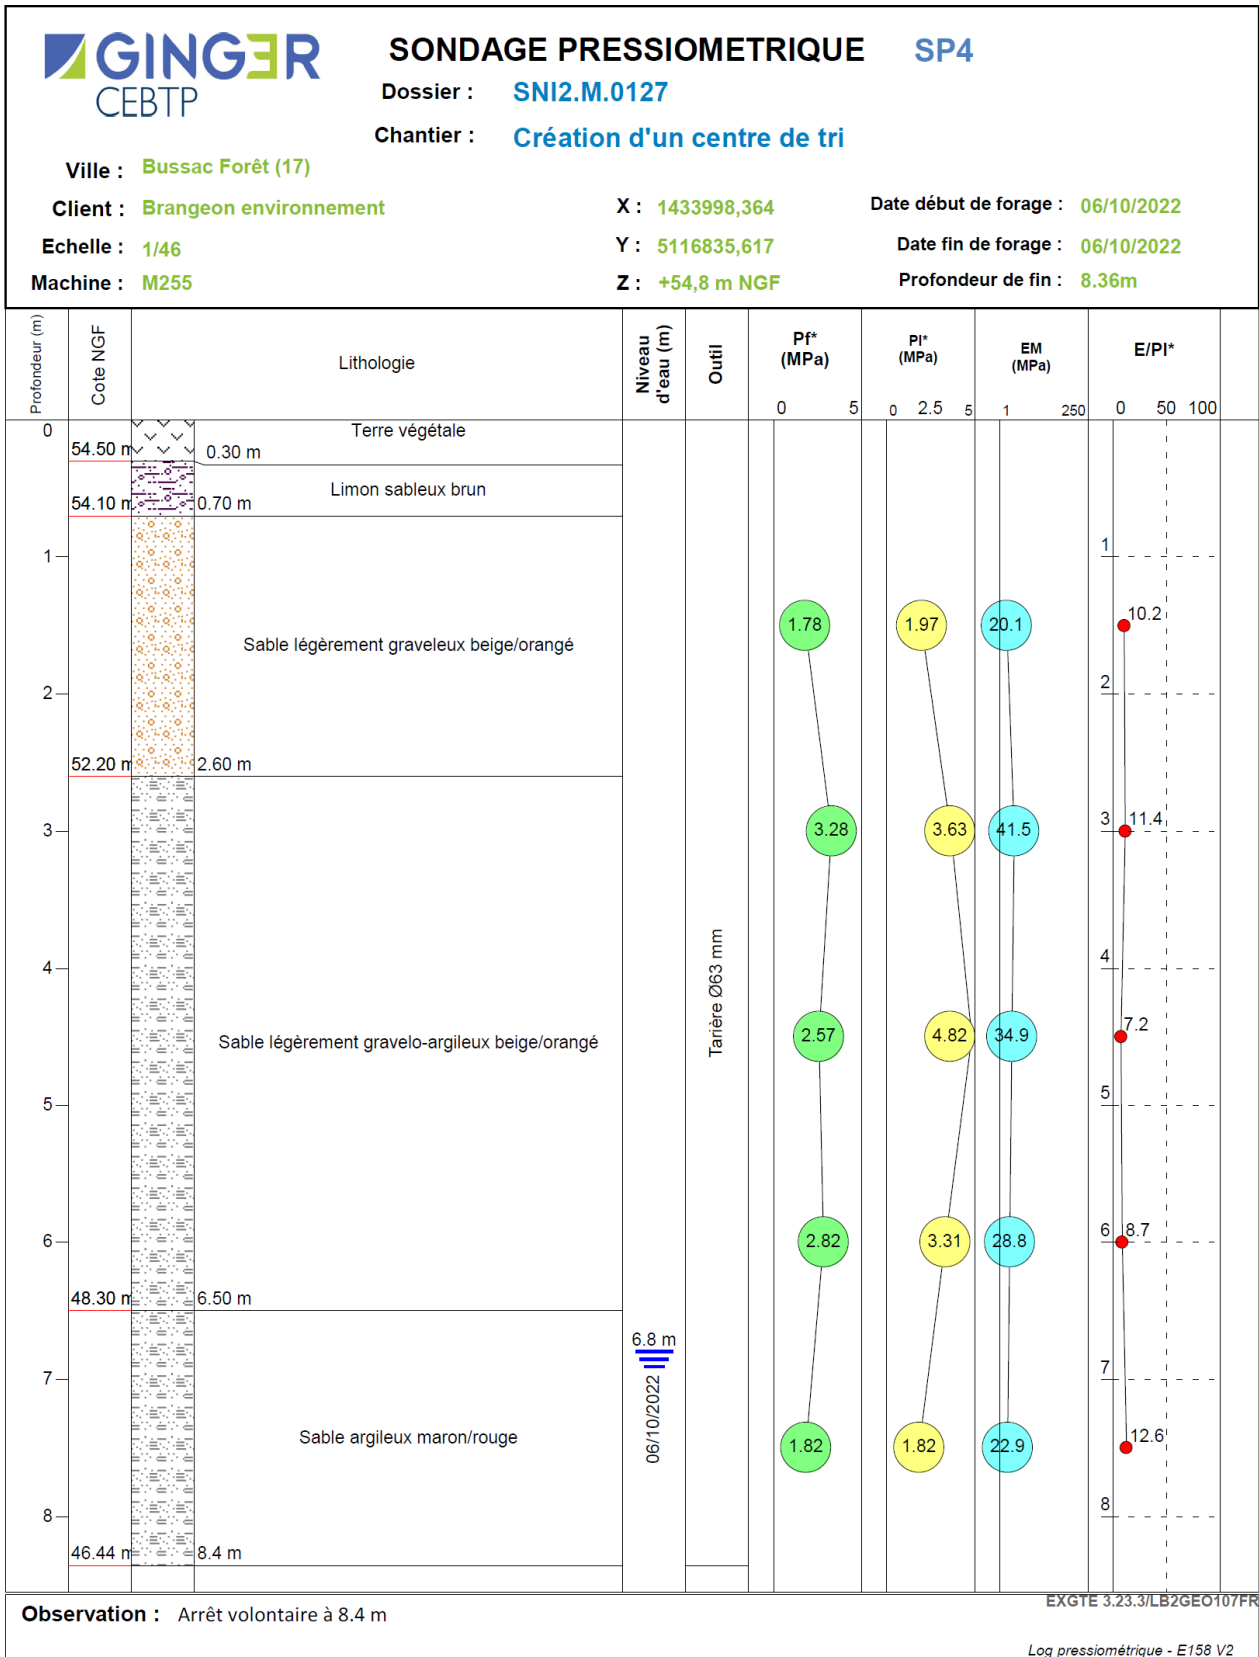 GINGER
CEBTP
SONDAGE PRESSIOMETRIQUE SP4
Dossier : SNI2.M.0127
Chantier : Création d'un centre de tri
Ville : Bussac Forêt (17)
Client : Brangeon environnement
Echelle : 1/46
Machine : M255
X : 1433998,364
Y : 5116835,617
Z : +54,8 m NGF
Date début de forage : 06/10/2022
Date fin de forage : 06/10/2022
Profondeur de fin : 8.36m
Profondeur (m)
Cote NGF
Lithologie
Niveau
d'eau (m)
Outil
Pf*
(MPa)
0 5
Pl*
(MPa)
0 2.5 5
EM
(MPa)
1 250
E/Pl*
0 50 100
0
Terre végétale
54.50 m 0.30 m
Limon sableux brun
54.10 m 0.70 m
1 1
1.78 1.97 20.1 10.2
Sable légèrement graveleux beige/orangé
2 2
52.20 m 2.60 m
3 3.28 3.63 41.5 3 11.4
4 4
Tarière Ø63 mm
2.57 4.82 34.9 7.2
Sable légèrement gravelo-argileux beige/orangé
5 5
6 2.82 3.31 28.8 6 8.7
48.30 m 6.50 m
6.8 m
06/10/2022
7 7
Sable argileux maron/rouge
1.82 1.82 22.9 12.6
8 8
46.44 m 8.4 m
Observation : Arrêt volontaire à 8.4 m
EXGTE 3.23.3/LB2GEO107FR
Log pressiométrique - E158 V2